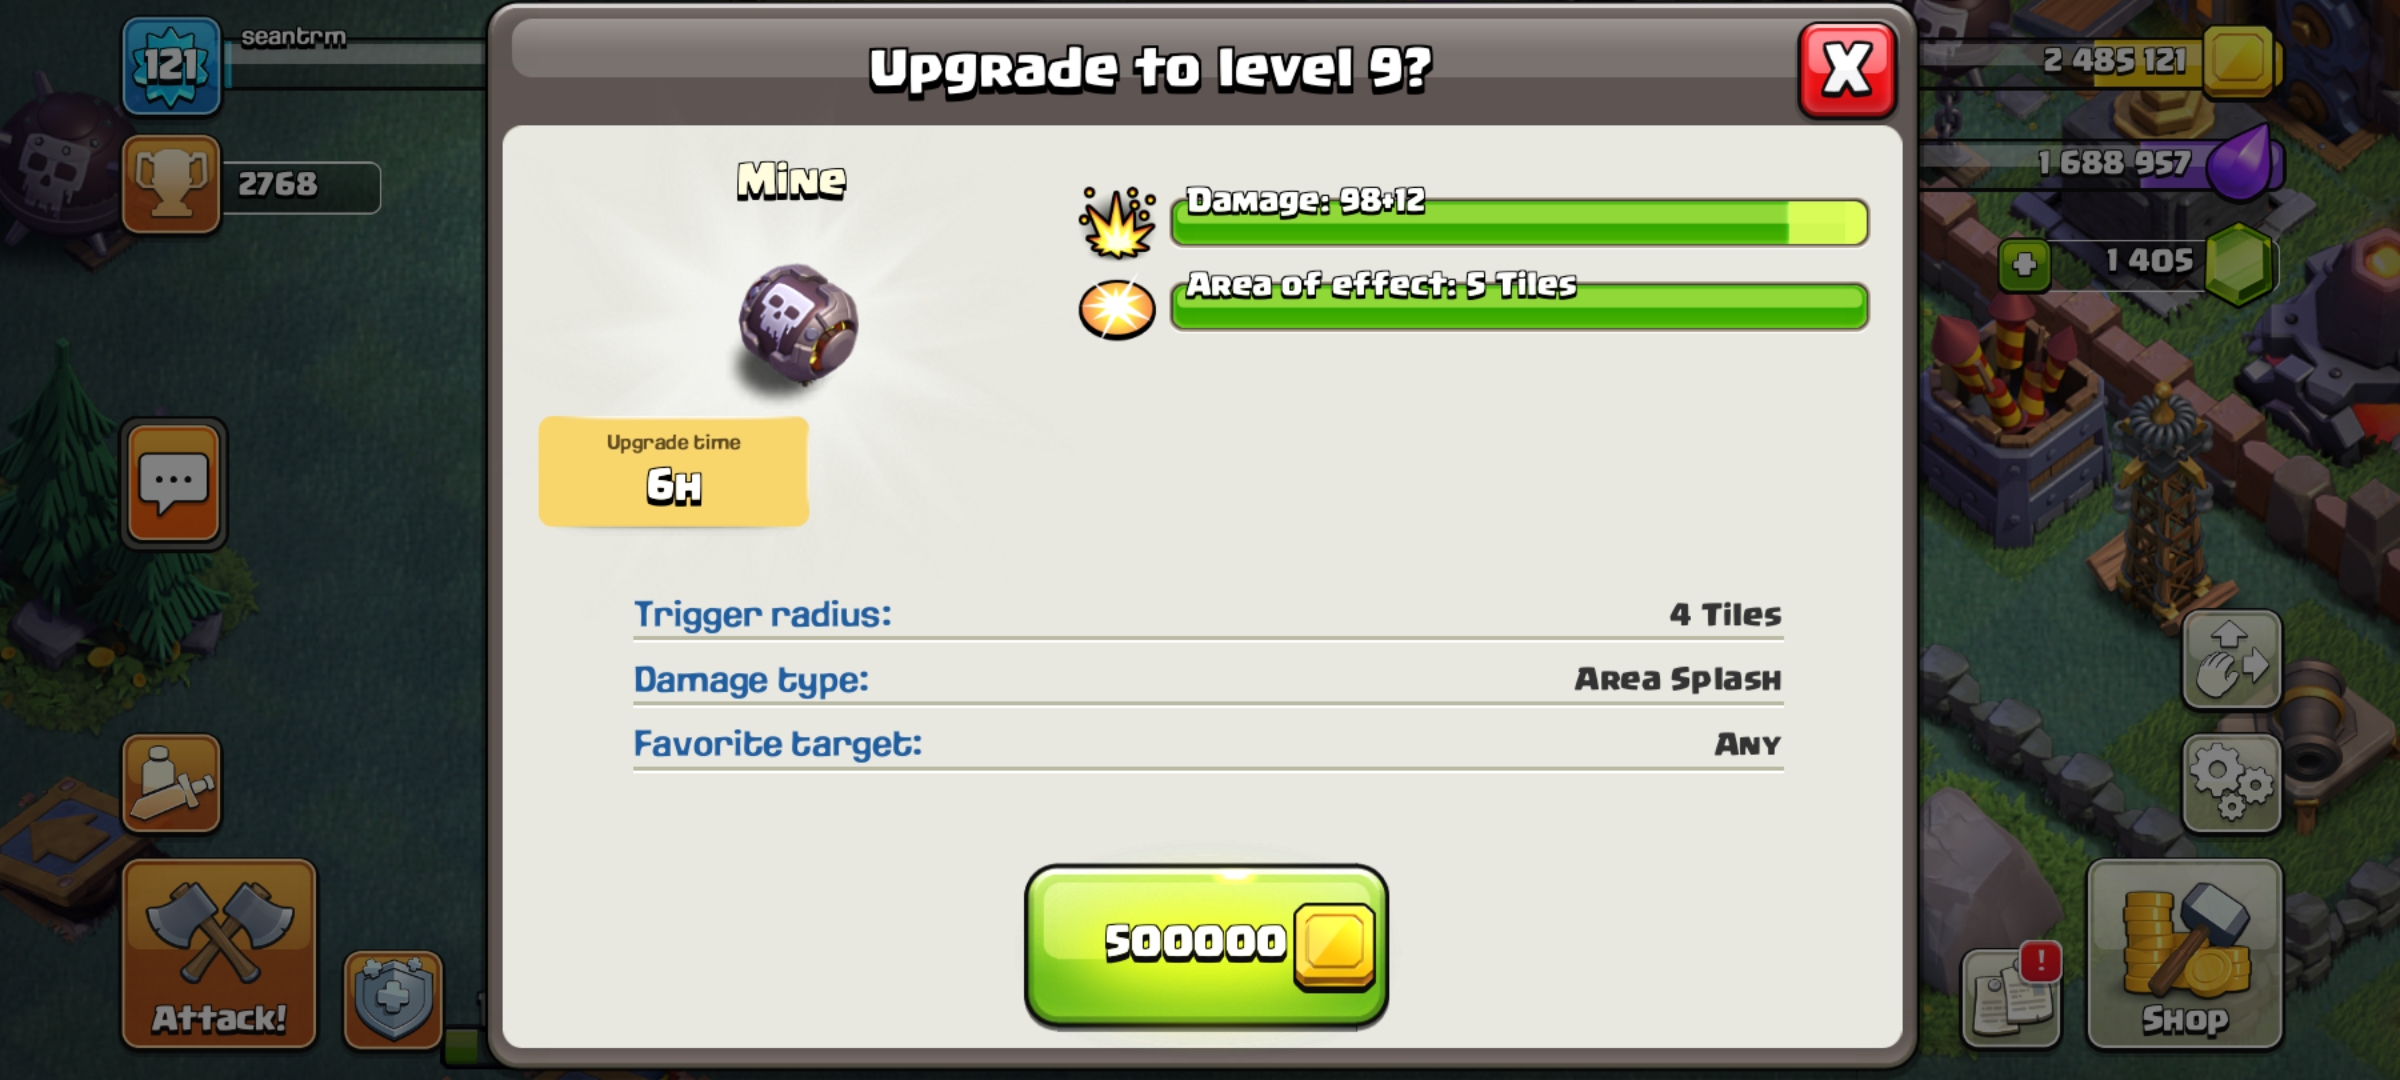 121
seantrm
2768
Upgrade to level 9?
X
2 485 121
1 688 957
1 405
Mine
Damage: 98+12
Area of effect: 5 Tiles
Upgrade time
6H
Trigger radius: 4 Tiles
Damage type: Area Splash
Favorite target: Any
500000
Attack!
!
Shop